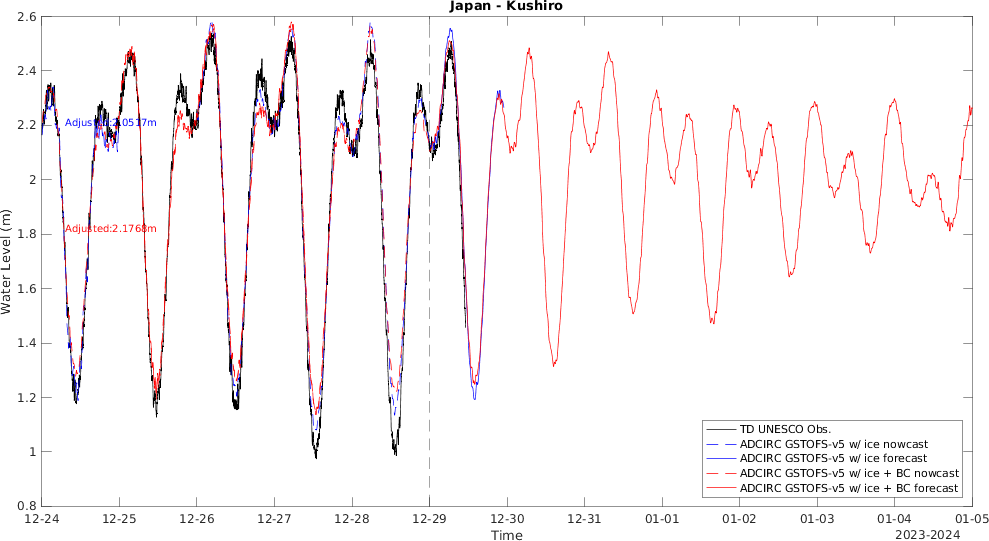 Japan - Kushiro
2.6
2.4
2.2
2
1.8
1.6
1.4
1.2
1
0.8
Water Level (m)
Adjusted:2.0517m
Adjusted:2.1768m
TD UNESCO Obs.
ADCIRC GSTOFS-v5 w/ ice nowcast
ADCIRC GSTOFS-v5 w/ ice forecast
ADCIRC GSTOFS-v5 w/ ice + BC nowcast
ADCIRC GSTOFS-v5 w/ ice + BC forecast
12-24 12-25 12-26 12-27 12-28 12-29 12-30 12-31 01-01 01-02 01-03 01-04 01-05
Time
2023-2024